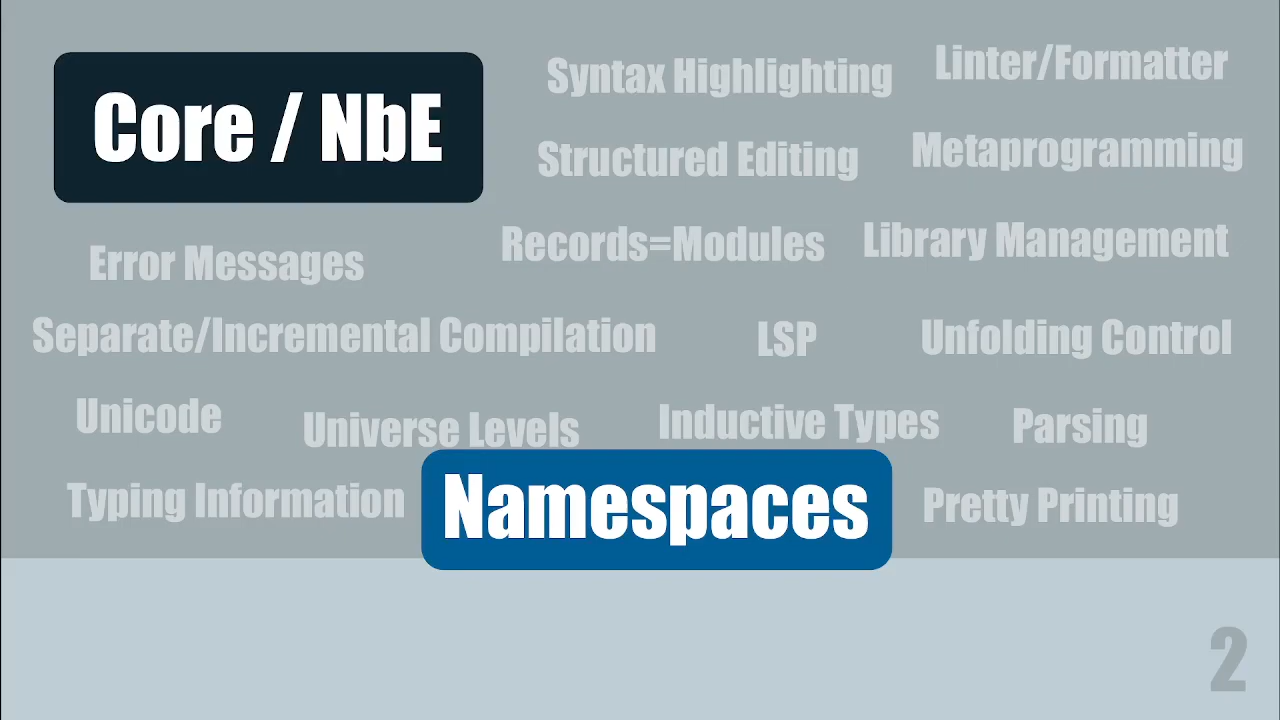 Core / NbE
Syntax Highlighting
Linter/Formatter
Structured Editing
Metaprogramming
Records=Modules
Library Management
Error Messages
Separate/Incremental Compilation
LSP
Unfolding Control
Unicode
Universe Levels
Inductive Types
Parsing
Typing Information
Namespaces
Pretty Printing
2